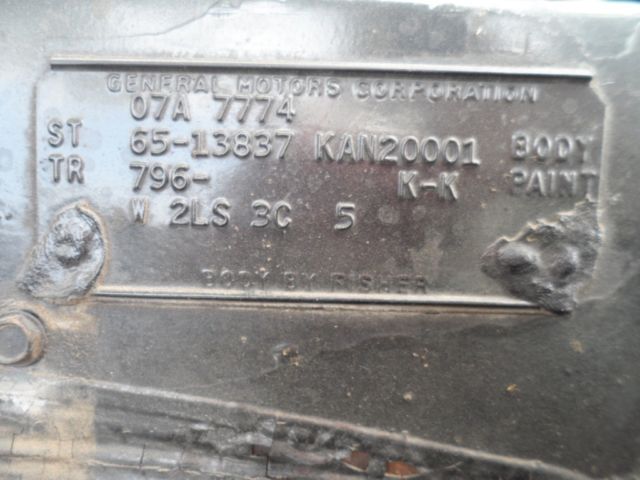 GENERAL MOTORS CORPORATION
07A 7774
ST 65-13837 KAN20001 BODY
TR 796- K-K PAINT
W 2LS 3C 5
BODY BY FISHER